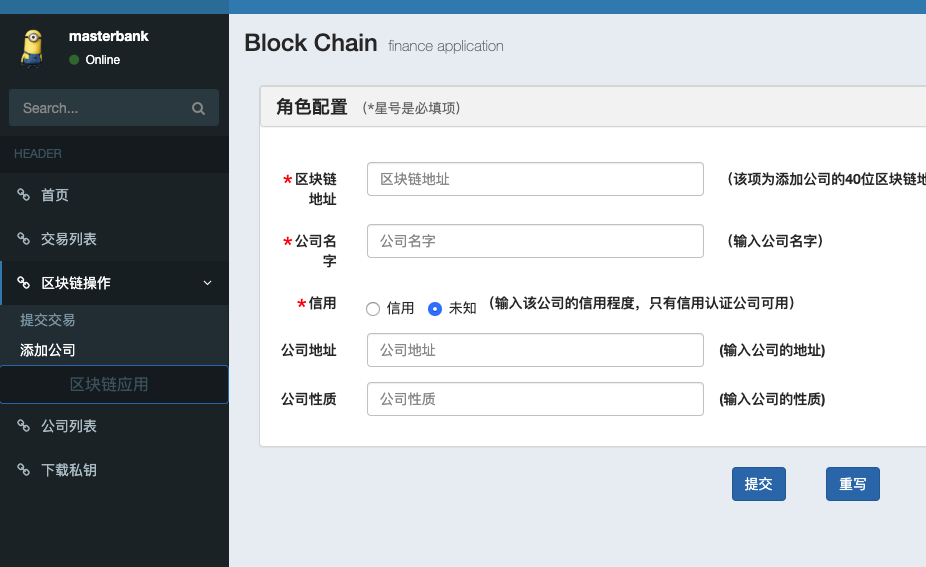 masterbank
Online
Search...
HEADER
首页
交易列表
区块链操作
提交交易
添加公司
区块链应用
公司列表
下载私钥
Block Chain finance application
角色配置 (*星号是必填项)
*区块链地址 区块链地址 (该项为添加公司的40位区块链
*公司名字 公司名字 (输入公司名字)
*信用 信用 未知 (输入该公司的信用程度，只有信用认证公司可用)
公司地址 公司地址 (输入公司的地址)
公司性质 公司性质 (输入公司的性质)
提交 重写